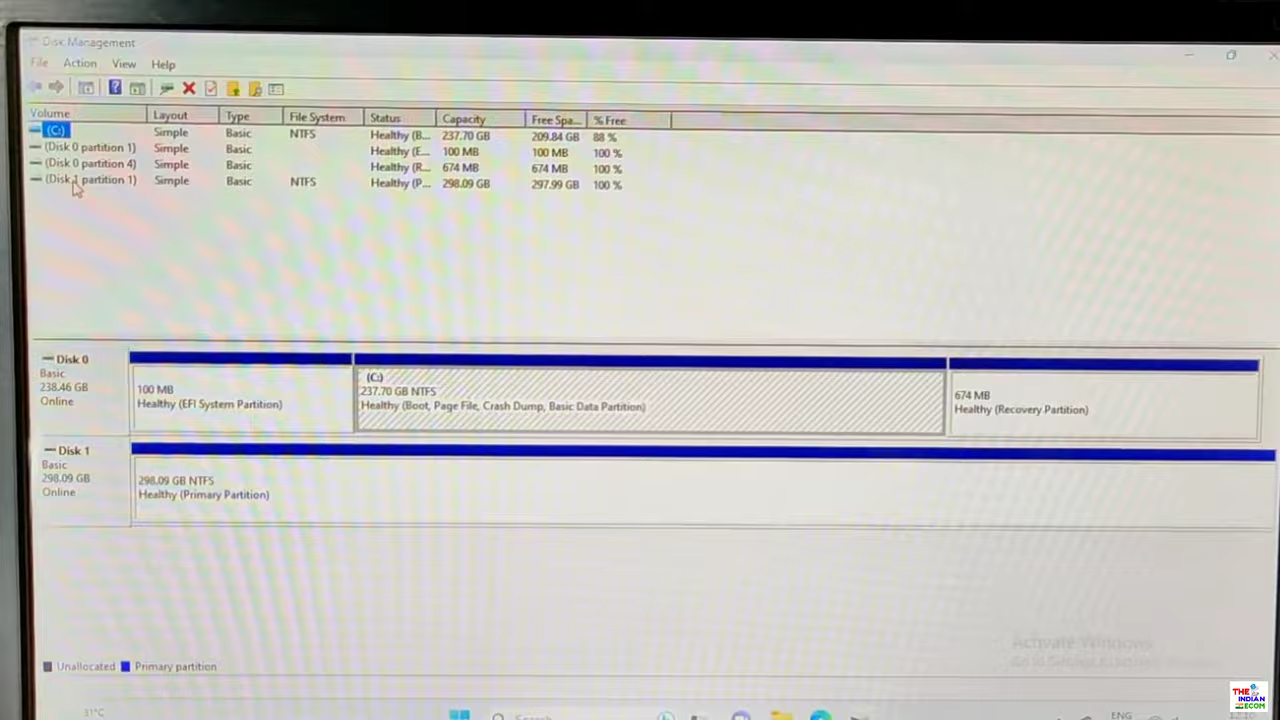 Disk Management
File Action View Help
Volume Layout Type File System Status Capacity Free Spa... % Free
(C:) Simple Basic NTFS Healthy (B... 237.70 GB 209.84 GB 88 %
(Disk 0 partition 1) Simple Basic Healthy (E... 100 MB 100 MB 100 %
(Disk 0 partition 4) Simple Basic Healthy (R... 674 MB 674 MB 100 %
(Disk 1 partition 1) Simple Basic NTFS Healthy (P... 298.09 GB 297.99 GB 100 %
Disk 0
Basic
238.46 GB
Online
100 MB
Healthy (EFI System Partition)
(C:)
237.70 GB NTFS
Healthy (Boot, Page File, Crash Dump, Basic Data Partition)
674 MB
Healthy (Recovery Partition)
Disk 1
Basic
298.09 GB
Online
298.09 GB NTFS
Healthy (Primary Partition)
Activate Windows
Unallocated Primary partition
31°C
Search
ENG
THE
INDIAN
ECOM